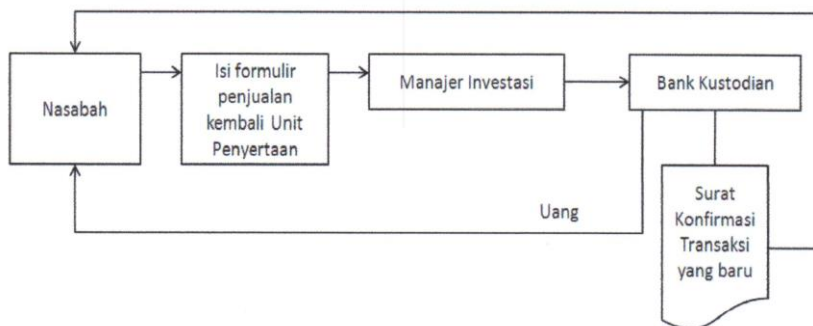 Nasabah
Isi formulir
penjualan
kembali Unit
Penyertaan
Manajer Investasi
Bank Kustodian
Uang
Surat
Konfirmasi
Transaksi
yang baru